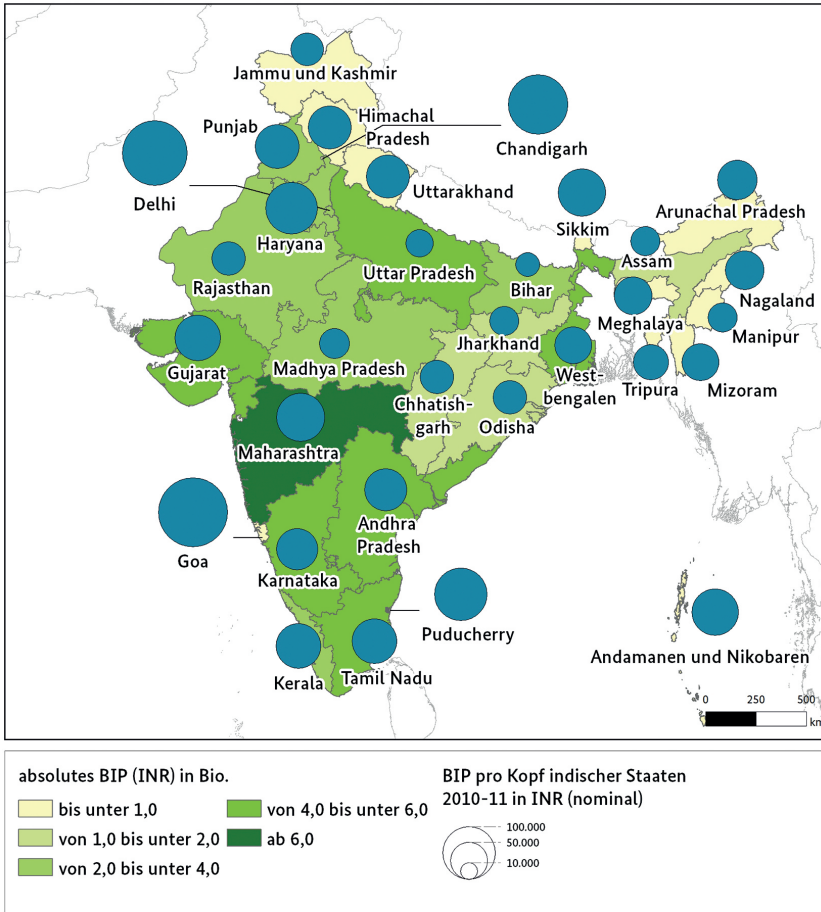 Jammu und Kashmir
Himachal
Pradesh
Punjab
Chandigarh
Delhi
Uttarakhand
Sikkim
Arunachal Pradesh
Haryana
Assam
Rajasthan
Uttar Pradesh
Bihar
Nagaland
Meghalaya
Manipur
Jharkhand
Gujarat
Madhya Pradesh
West-
bengalen
Tripura
Mizoram
Chhatish-
garh
Odisha
Maharashtra
Andhra
Pradesh
Goa
Karnataka
Puducherry
Andamanen und Nikobaren
Kerala
Tamil Nadu
0 250 500
km
absolutes BIP (INR) in Bio.
bis unter 1,0
von 1,0 bis unter 2,0
von 2,0 bis unter 4,0
von 4,0 bis unter 6,0
ab 6,0
BIP pro Kopf indischer Staaten
2010-11 in INR (nominal)
100.000
50.000
10.000